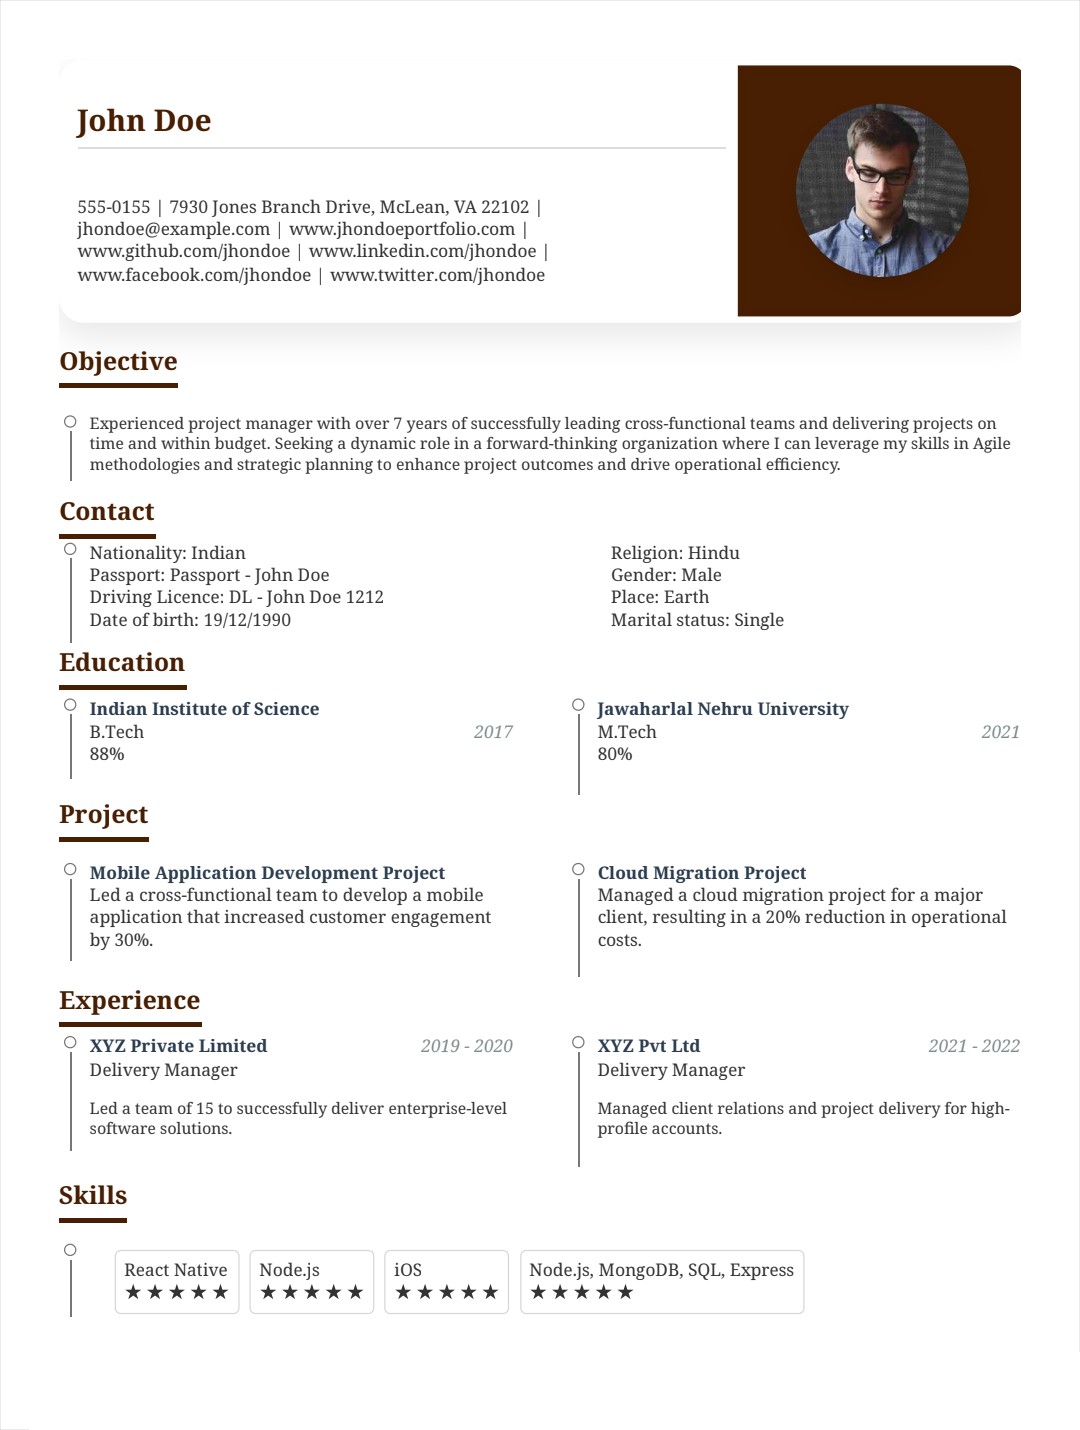 John Doe
555-0155 | 7930 Jones Branch Drive, McLean, VA 22102 |
jhondoe@example.com | www.jhondoeportfolio.com |
www.github.com/jhondoe | www.linkedin.com/jhondoe |
www.facebook.com/jhondoe | www.twitter.com/jhondoe
Objective
Experienced project manager with over 7 years of successfully leading cross-functional teams and delivering projects on
time and within budget. Seeking a dynamic role in a forward-thinking organization where I can leverage my skills in Agile
methodologies and strategic planning to enhance project outcomes and drive operational efficiency.
Contact
Nationality: Indian
Passport: Passport - John Doe
Driving Licence: DL - John Doe 1212
Date of birth: 19/12/1990
Religion: Hindu
Gender: Male
Place: Earth
Marital status: Single
Education
Indian Institute of Science
B.Tech 2017
88%
Jawaharlal Nehru University
M.Tech 2021
80%
Project
Mobile Application Development Project
Led a cross-functional team to develop a mobile
application that increased customer engagement
by 30%.
Cloud Migration Project
Managed a cloud migration project for a major
client, resulting in a 20% reduction in operational
costs.
Experience
XYZ Private Limited 2019 - 2020
Delivery Manager
Led a team of 15 to successfully deliver enterprise-level
software solutions.
XYZ Pvt Ltd 2021 - 2022
Delivery Manager
Managed client relations and project delivery for high-
profile accounts.
Skills
React Native
★★★★★
Node.js
★★★★★
iOS
★★★★★
Node.js, MongoDB, SQL, Express
★★★★★